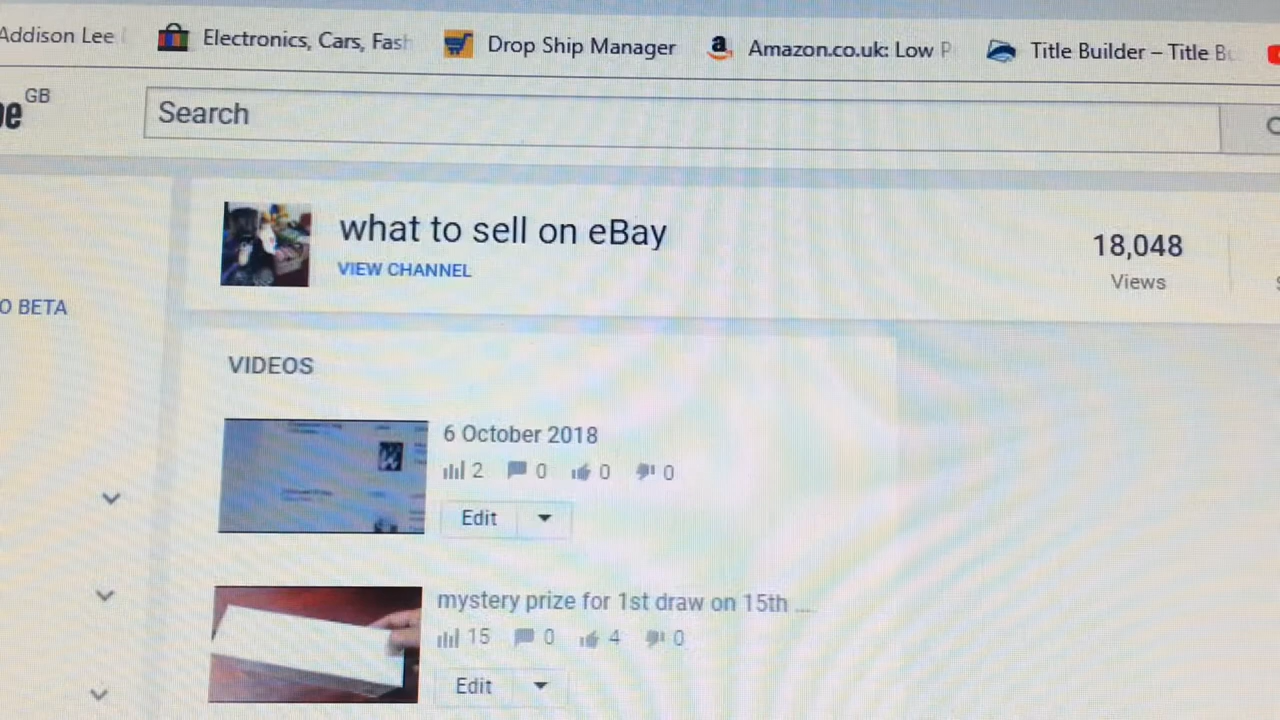 Addison Lee
Electronics, Cars, Fash
Drop Ship Manager
Amazon.co.uk: Low P
Title Builder – Title Bu
GB
Search
what to sell on eBay
VIEW CHANNEL
18,048
Views
O BETA
VIDEOS
6 October 2018
2 0 0 0
Edit
mystery prize for 1st draw on 15th ...
15 0 4 0
Edit